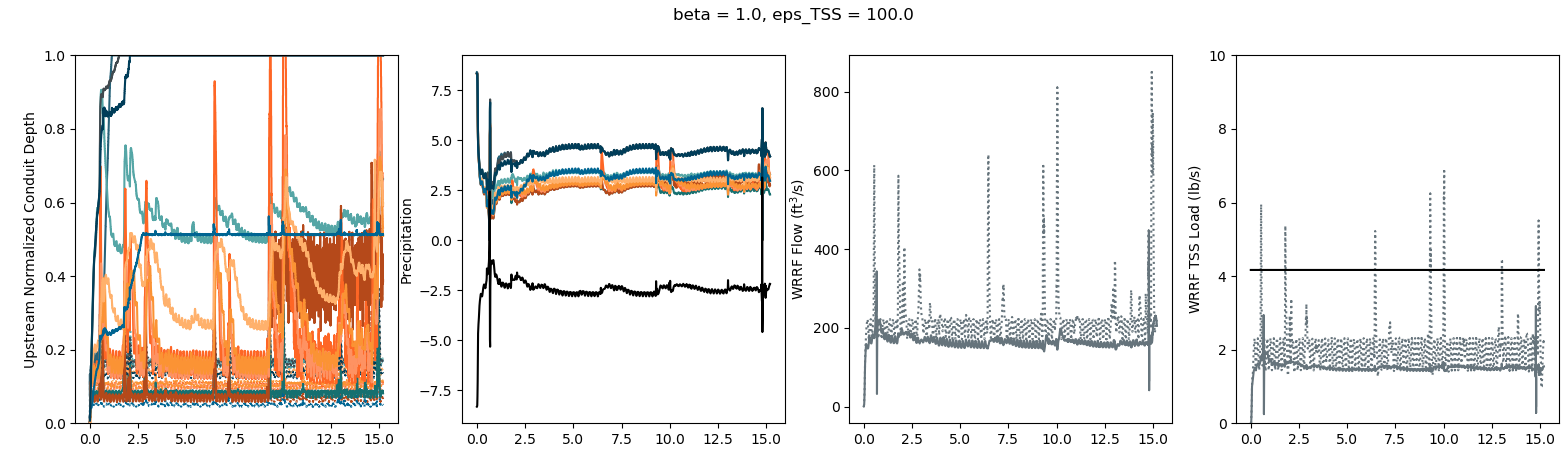 beta = 1.0, eps_TSS = 100.0
Upstream Normalized Conduit Depth
1.0
0.8
0.6
0.4
0.2
0.0
0.0 2.5 5.0 7.5 10.0 12.5 15.0
Precipitation
7.5
5.0
2.5
0.0
−2.5
−5.0
−7.5
0.0 2.5 5.0 7.5 10.0 12.5 15.0
WRRF Flow (ft³/s)
800
600
400
200
0
0.0 2.5 5.0 7.5 10.0 12.5 15.0
WRRF TSS Load (lb/s)
10
8
6
4
2
0
0.0 2.5 5.0 7.5 10.0 12.5 15.0